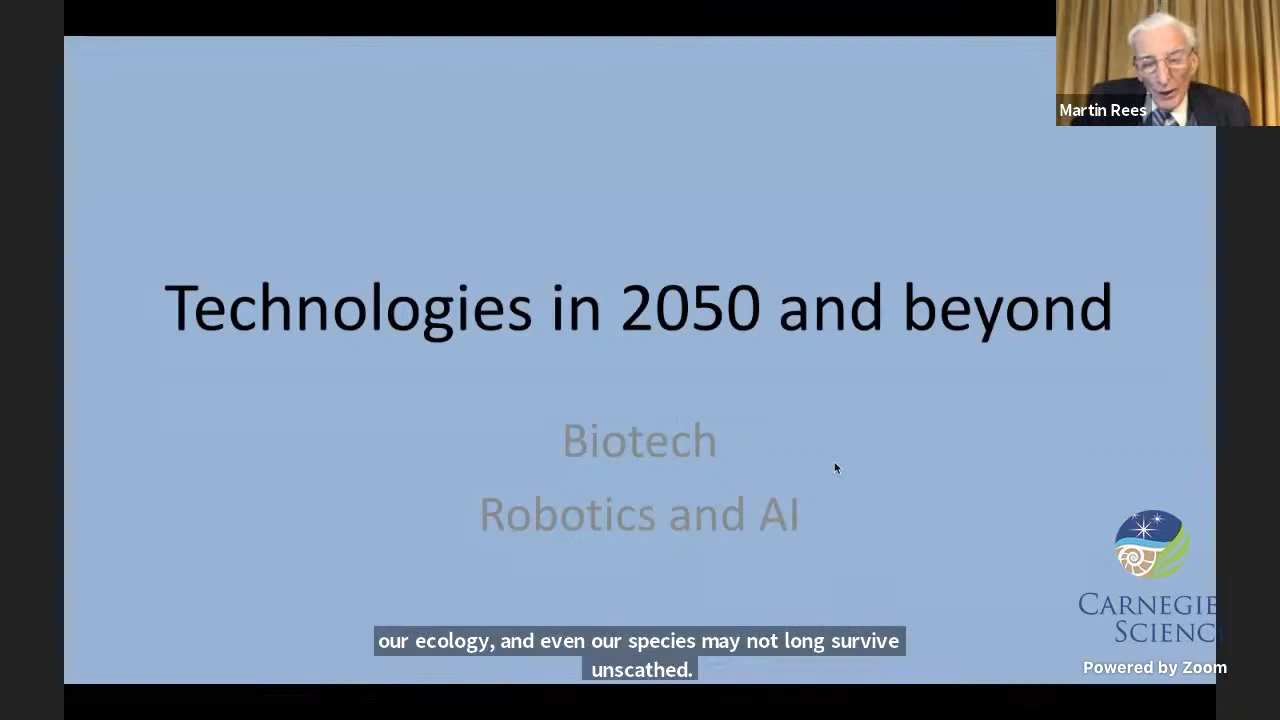 Martin Rees
Technologies in 2050 and beyond
Biotech
Robotics and AI
CARNEGIE
SCIENC
our ecology, and even our species may not long survive
unscathed.
Powered by Zoom